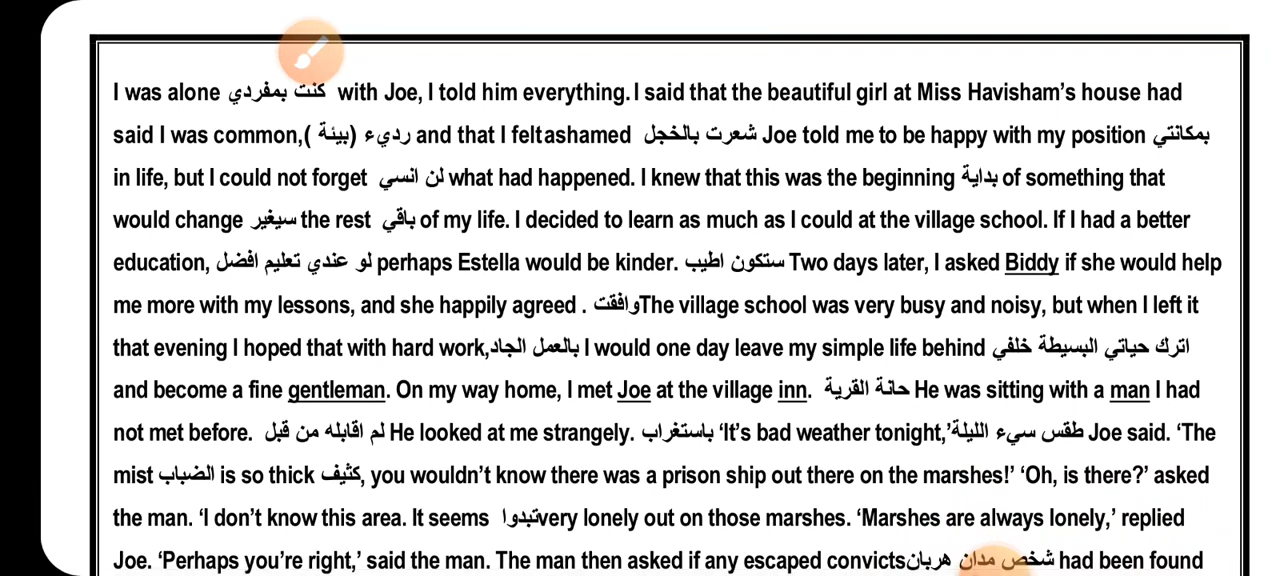 I was alone كنت بمفردي with Joe, I told him everything. I said that the beautiful girl at Miss Havisham's house had
said I was common,( رديء (بيئة and that I felt ashamed شعرت بالخجل Joe told me to be happy with my position بمكانتي
in life, but I could not forget لن انسي what had happened. I knew that this was the beginning بداية of something that
would change سيغير the rest باقي of my life. I decided to learn as much as I could at the village school. If I had a better
education, لو عندي تعليم افضل perhaps Estella would be kinder. ستكون اطيب Two days later, I asked Biddy if she would help
me more with my lessons, and she happily agreed . وافقت The village school was very busy and noisy, but when I left it
that evening I hoped that with hard work, بالعمل الجاد I would one day leave my simple life behind اترك حياتي البسيطة خلفي
and become a fine gentleman. On my way home, I met Joe at the village inn. حانة القرية He was sitting with a man I had
not met before. لم اقابله من قبل He looked at me strangely. باستغراب 'It's bad weather tonight,' طقس سيء الليلة Joe said. 'The
mist الضباب is so thick كثيف, you wouldn't know there was a prison ship out there on the marshes!' 'Oh, is there?' asked
the man. 'I don't know this area. It seems تبدوا very lonely out on those marshes. 'Marshes are always lonely,' replied
Joe. 'Perhaps you're right,' said the man. The man then asked if any escaped convicts شخص مدان هربان had been found